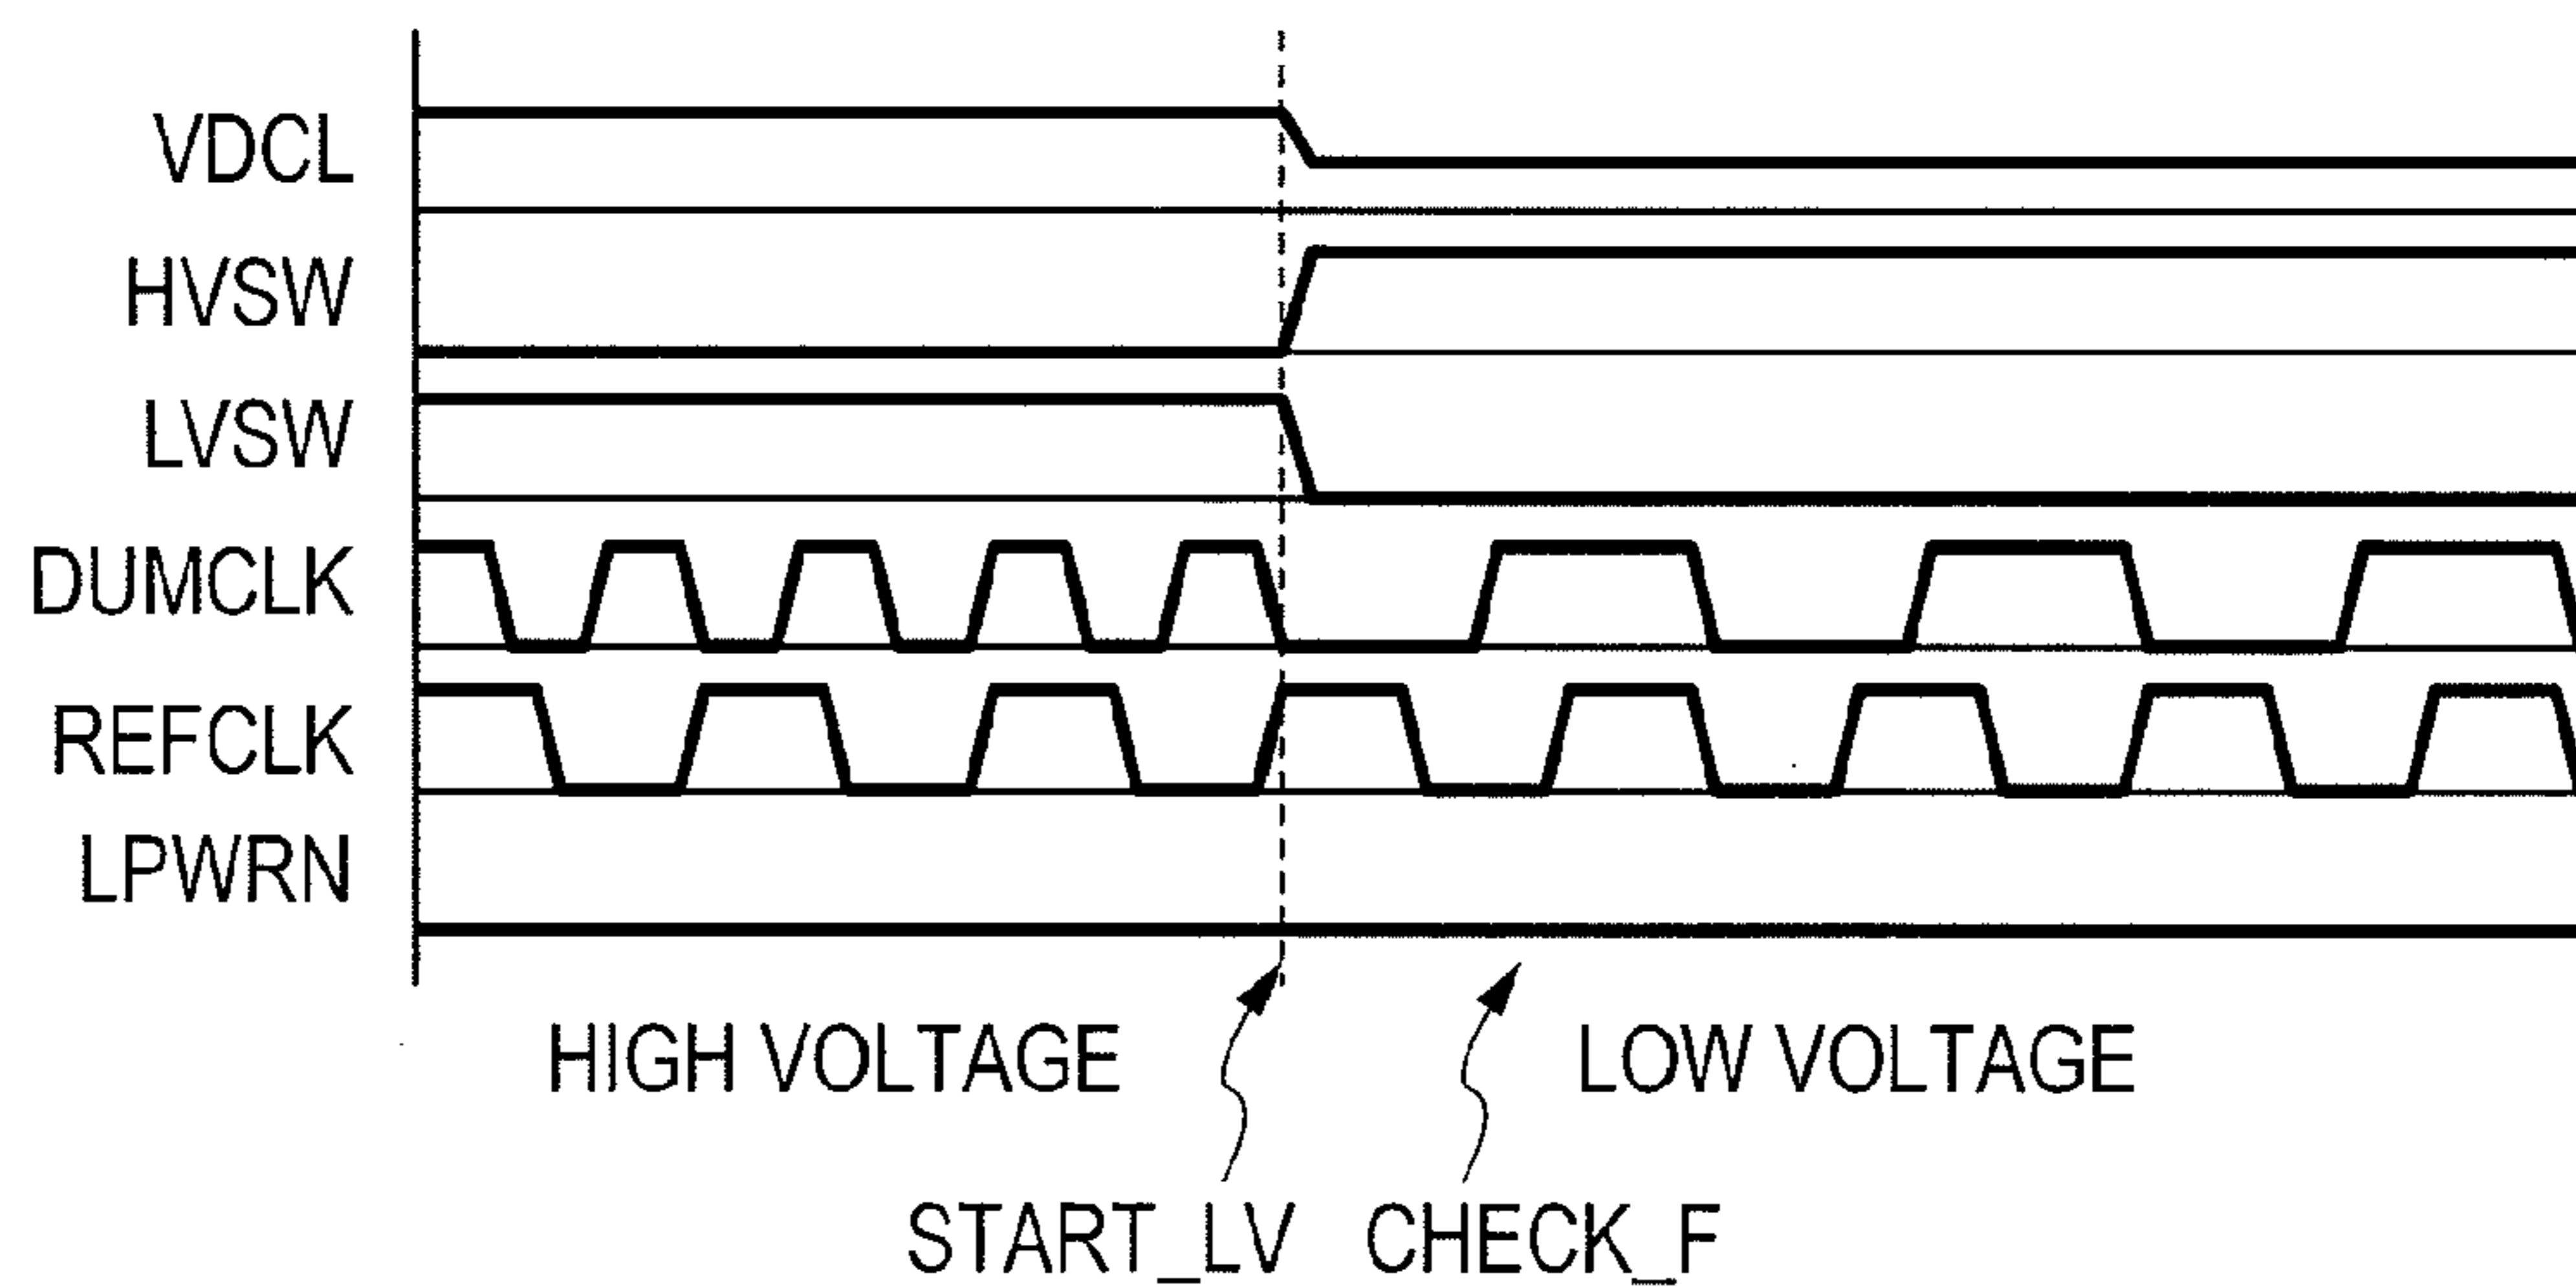 VDCL
HVSW
LVSW
DUMCLK
REFCLK
LPWRN
HIGH VOLTAGE LOW VOLTAGE
START_LV CHECK_F